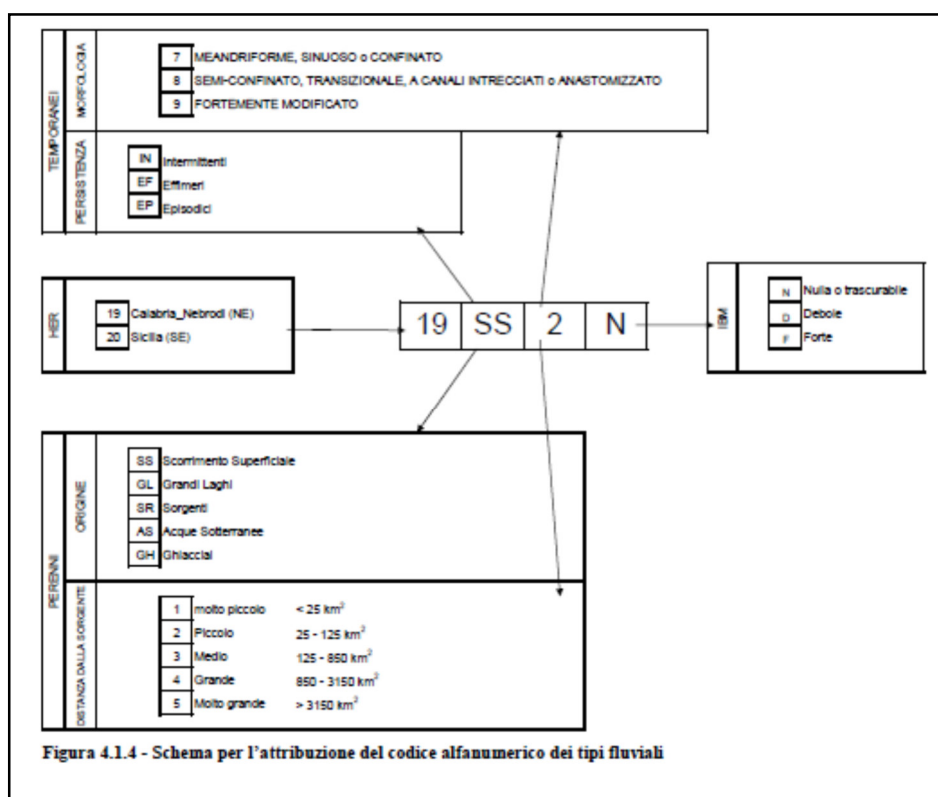 TEMPORANEI
MORFOLOGIA
7 MEANDRIFORME, SINUOSO o CONFINATO
8 SEMI-CONFINATO, TRANSIZIONALE, A CANALI INTRECCIATI o ANASTOMIZZATO
9 FORTEMENTE MODIFICATO
PERSISTENZA
IN Intermittenti
EF Effimeri
EP Episodici
HER
19 Calabria_Nebrodi (NE)
20 Sicilia (SE)
19 SS 2 N
IBM
N Nulla o trascurabile
D Debole
F Forte
PERENNI
ORIGINE
SS Scorrimento Superficiale
GL Grandi Laghi
SR Sorgenti
AS Acque Sotterranee
GH Ghiacciai
DISTANZA DALLA SORGENTE
1 molto piccolo < 25 km²
2 Piccolo 25 - 125 km²
3 Medio 125 - 850 km²
4 Grande 850 - 3150 km²
5 Molto grande > 3150 km²
Figura 4.1.4 - Schema per l'attribuzione del codice alfanumerico dei tipi fluviali